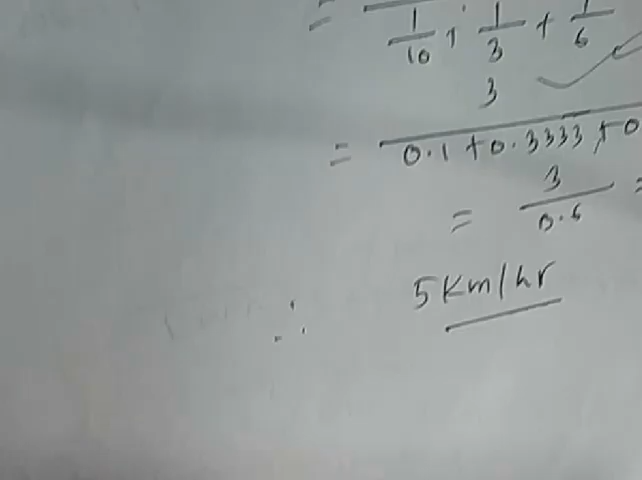 = 1/10 + 1/3 + 1/6
3
= 0.1 + 0.3333 + 0
= 3/0.6 =
∴ 5 Km/hr